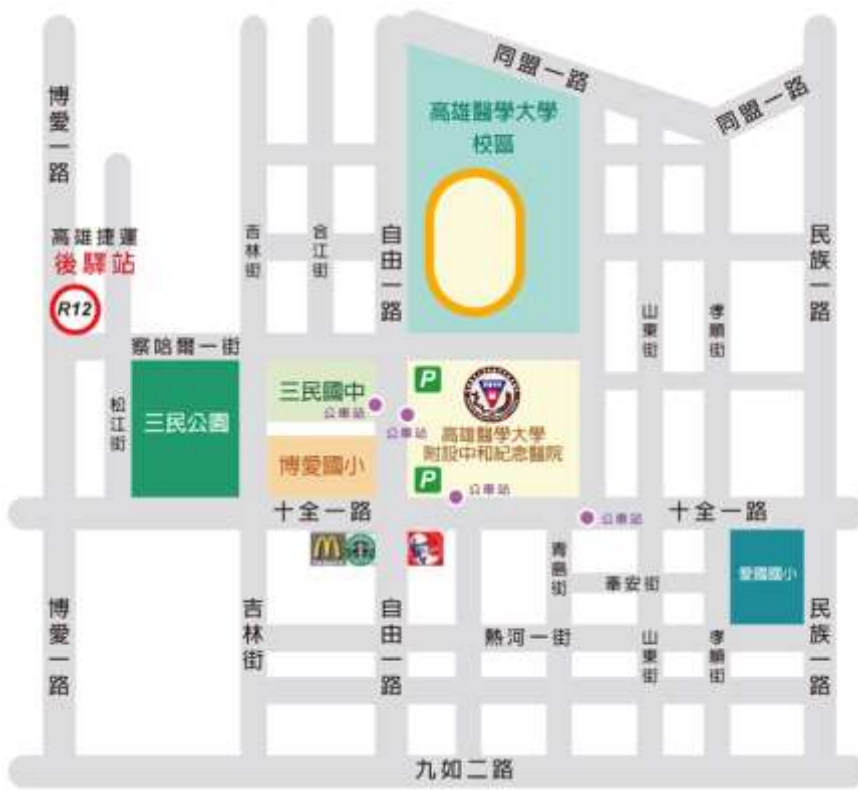 同盟一路
同盟一路
博愛一路
高雄醫學大學
校區
高雄捷運
後驛站
R12
吉林街
合江街
自由一路
民族一路
山東街
孝順街
察哈爾一街
松江街
三民公園
三民國中
公車站
P
公車站
高雄醫學大學
附設中和紀念醫院
博愛國小
P
公車站
十全一路
公車站
十全一路
青島街
愛國國小
博愛一路
吉林街
自由一路
熱河一街
山東街
孝順街
民族一路
九如二路